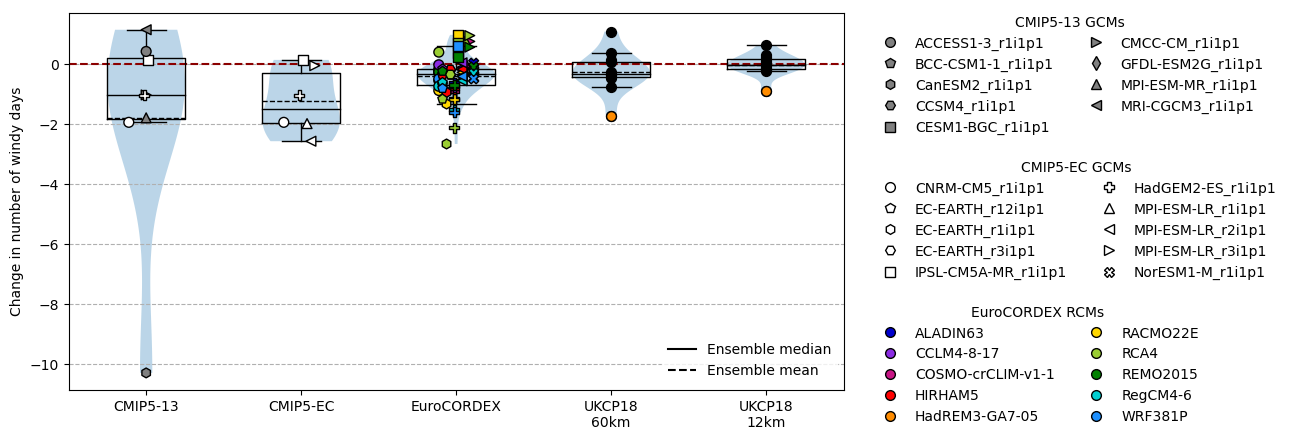 Change in number of windy days
0
−2
−4
−6
−8
−10
CMIP5-13
CMIP5-EC
EuroCORDEX
UKCP18
60km
UKCP18
12km
Ensemble median
Ensemble mean
CMIP5-13 GCMs
ACCESS1-3_r1i1p1
BCC-CSM1-1_r1i1p1
CanESM2_r1i1p1
CCSM4_r1i1p1
CESM1-BGC_r1i1p1
CMCC-CM_r1i1p1
GFDL-ESM2G_r1i1p1
MPI-ESM-MR_r1i1p1
MRI-CGCM3_r1i1p1
CMIP5-EC GCMs
CNRM-CM5_r1i1p1
EC-EARTH_r12i1p1
EC-EARTH_r1i1p1
EC-EARTH_r3i1p1
IPSL-CM5A-MR_r1i1p1
HadGEM2-ES_r1i1p1
MPI-ESM-LR_r1i1p1
MPI-ESM-LR_r2i1p1
MPI-ESM-LR_r3i1p1
NorESM1-M_r1i1p1
EuroCORDEX RCMs
ALADIN63
CCLM4-8-17
COSMO-crCLIM-v1-1
HIRHAM5
HadREM3-GA7-05
RACMO22E
RCA4
REMO2015
RegCM4-6
WRF381P